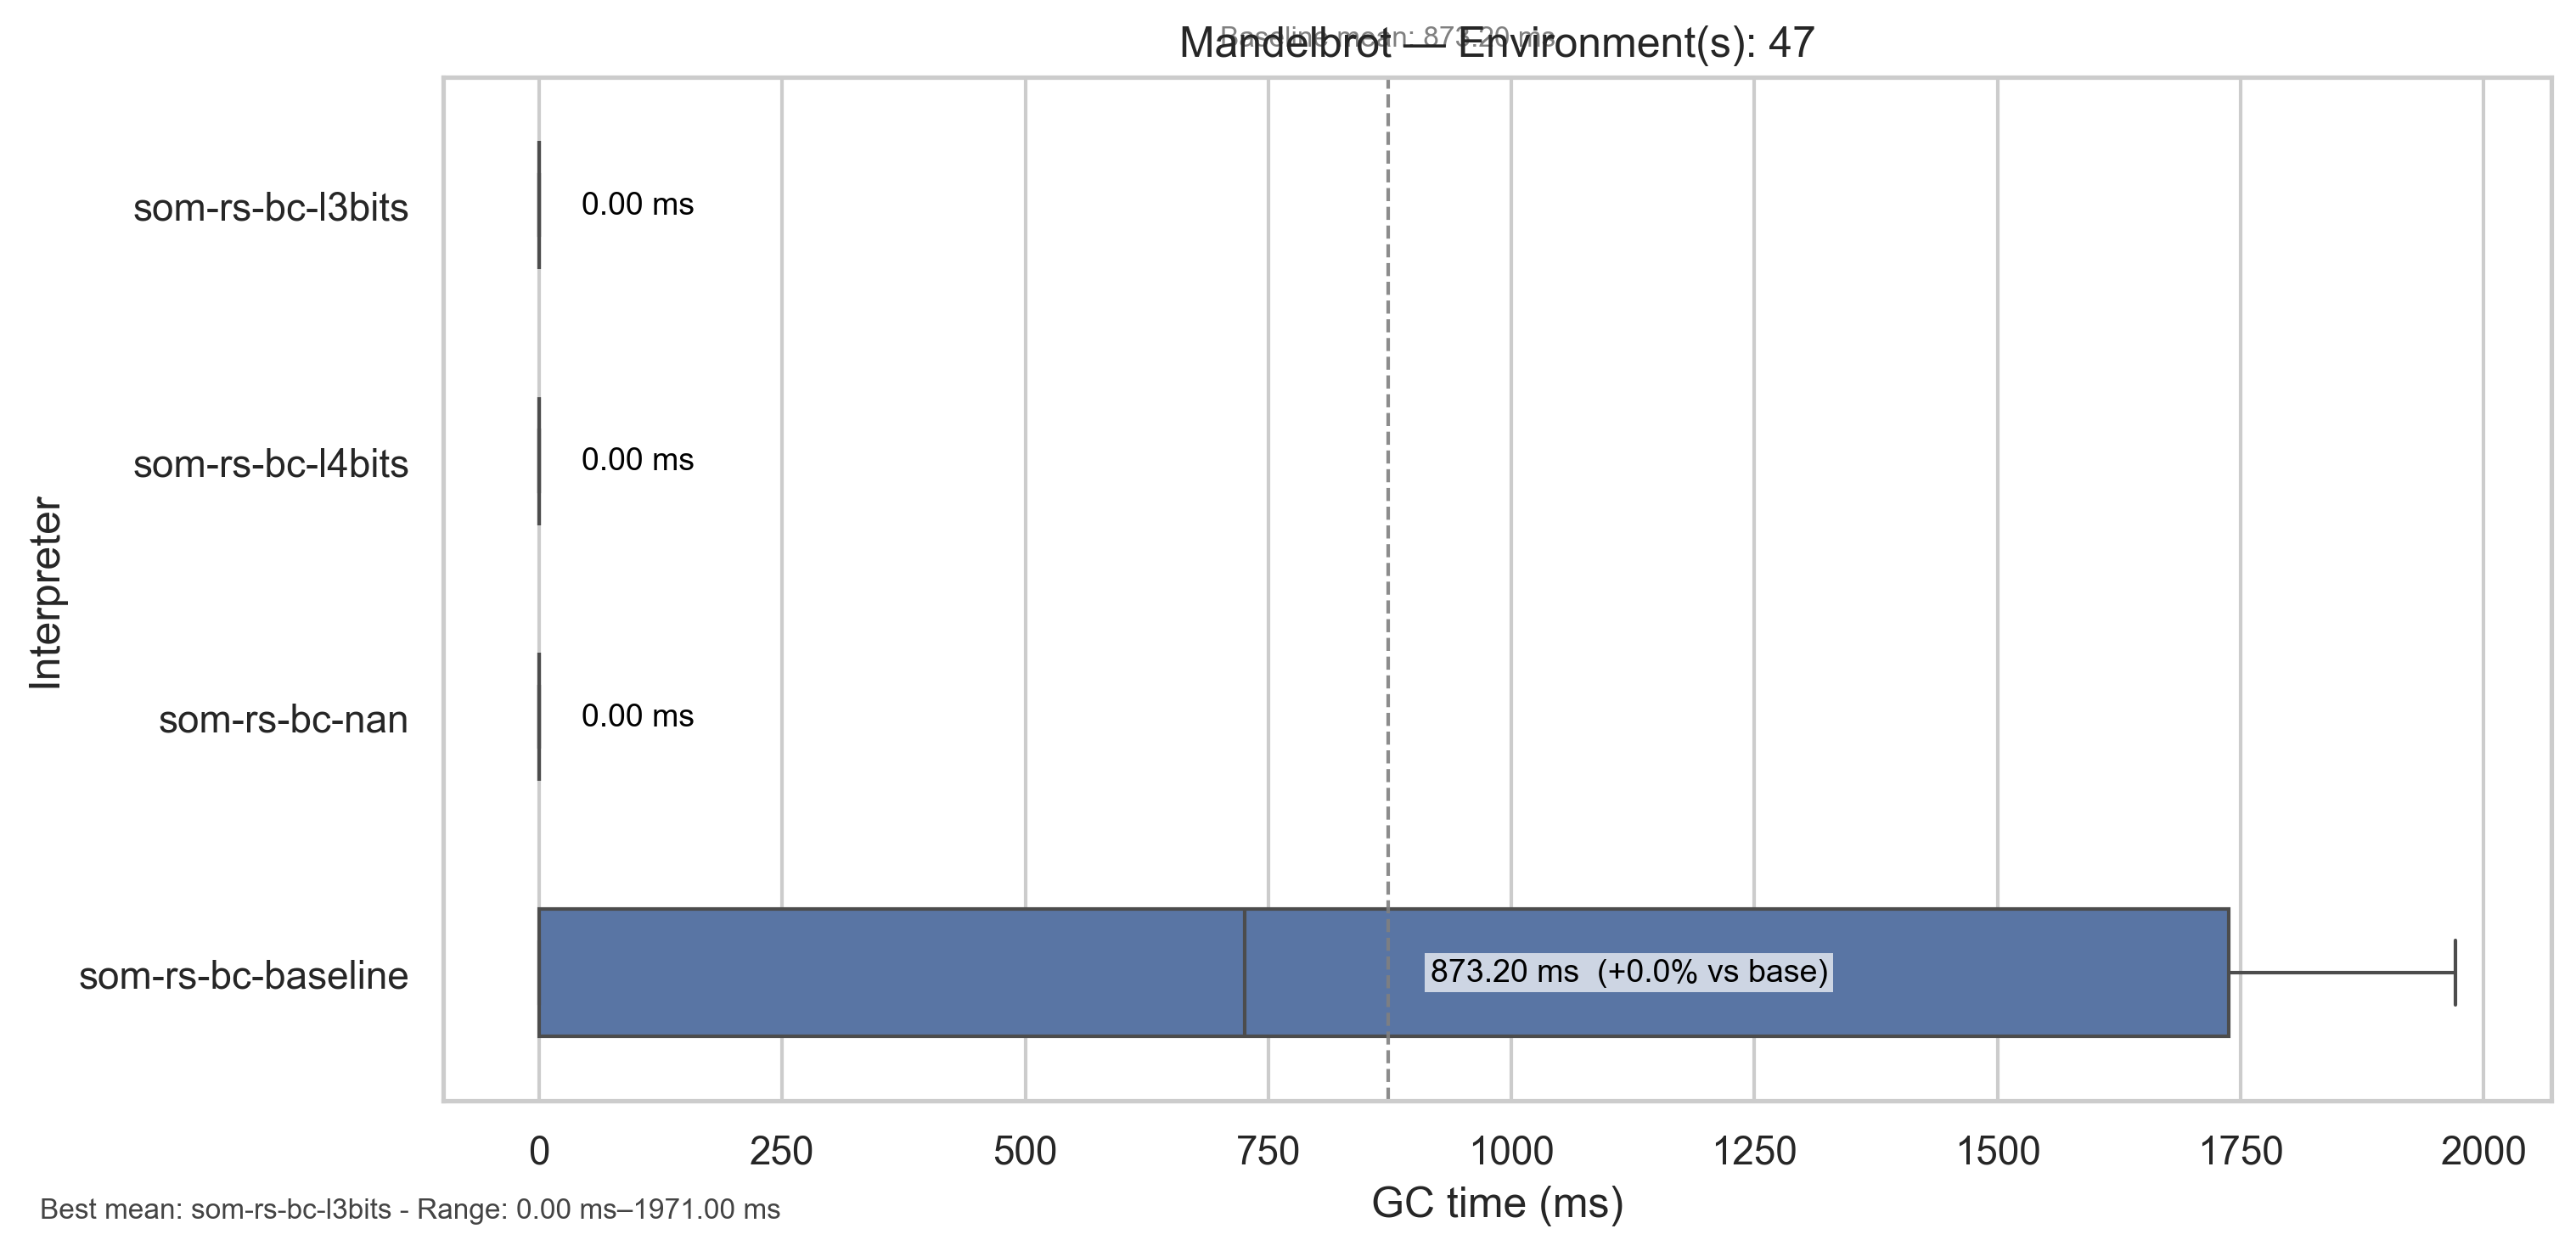 Baseline mean: 873.20 ms
Mandelbrot — Environment(s): 47
som-rs-bc-l3bits
0.00 ms
som-rs-bc-l4bits
0.00 ms
som-rs-bc-nan
0.00 ms
som-rs-bc-baseline
873.20 ms (+0.0% vs base)
Interpreter
0 250 500 750 1000 1250 1500 1750 2000
GC time (ms)
Best mean: som-rs-bc-l3bits - Range: 0.00 ms–1971.00 ms